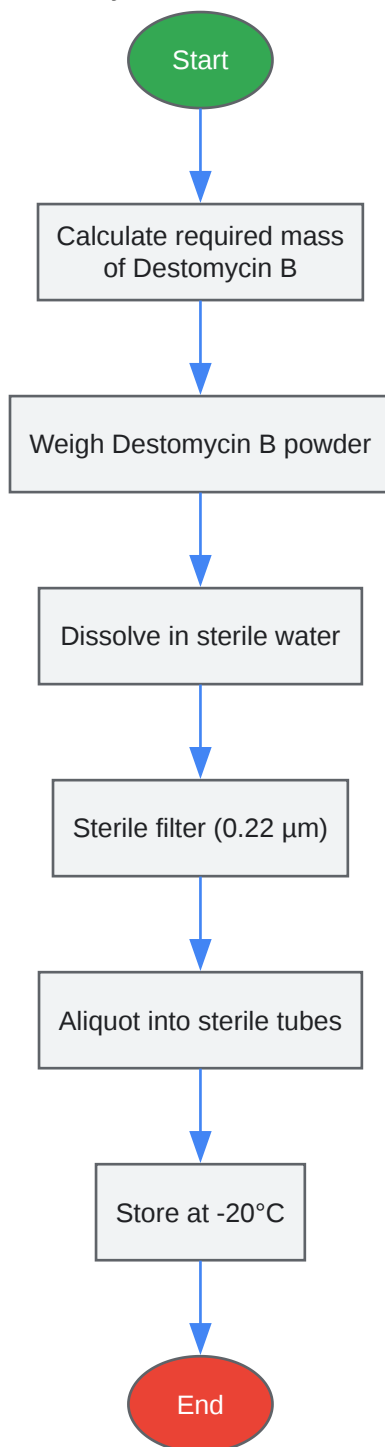 Start
Calculate required mass
of Destomycin B
Weigh Destomycin B powder
Dissolve in sterile water
Sterile filter (0.22 µm)
Aliquot into sterile tubes
Store at -20°C
End